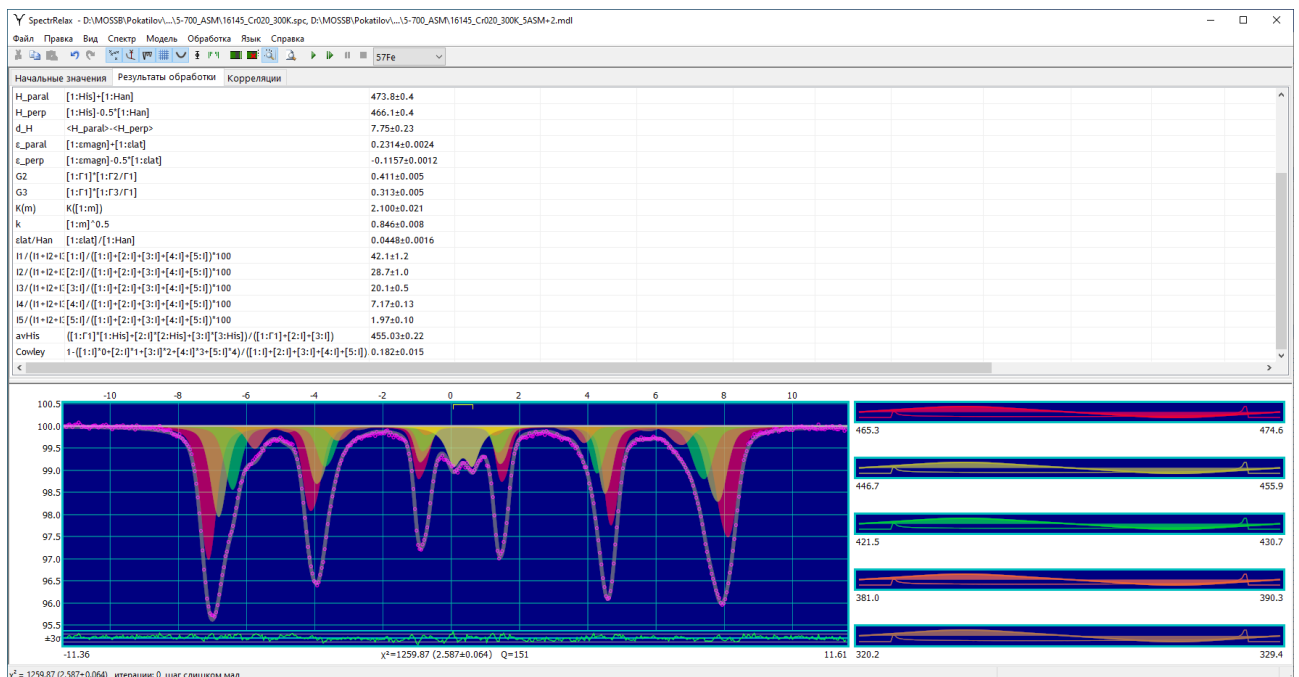 SpectrRelax - D:\MOSSB\Pokatilov\...\5-700_ASM\16145_Cr020_300K.spc, D:\MOSSB\Pokatilov\...\5-700_ASM\16145_Cr020_300K_5ASM+2.mdl
Файл Правка Вид Спектр Модель Обработка Язык Справка
57Fe
Начальные значения Результаты обработки Корреляции
H_paral [1:His]+[1:Han] 473.8±0.4
H_perp [1:His]-0.5*[1:Han] 466.1±0.4
d_H <H_paral>-<H_perp> 7.75±0.23
ε_paral [1:εmagn]+[1:εlat] 0.2314±0.0024
ε_perp [1:εmagn]-0.5*[1:εlat] -0.1157±0.0012
G2 [1:Γ1]*[1:Γ2/Γ1] 0.411±0.005
G3 [1:Γ1]*[1:Γ3/Γ1] 0.313±0.005
K(m) K([1:m]) 2.100±0.021
k [1:m]^0.5 0.846±0.008
εlat/Han [1:εlat]/[1:Han] 0.0448±0.0016
I1/(I1+I2+I [1:I]/([1:I]+[2:I]+[3:I]+[4:I]+[5:I])*100 42.1±1.2
I2/(I1+I2+I [2:I]/([1:I]+[2:I]+[3:I]+[4:I]+[5:I])*100 28.7±1.0
I3/(I1+I2+I [3:I]/([1:I]+[2:I]+[3:I]+[4:I]+[5:I])*100 20.1±0.5
I4/(I1+I2+I [4:I]/([1:I]+[2:I]+[3:I]+[4:I]+[5:I])*100 7.17±0.13
I5/(I1+I2+I [5:I]/([1:I]+[2:I]+[3:I]+[4:I]+[5:I])*100 1.97±0.10
avHis ([1:Γ1]*[1:His]+[2:I]*[2:His]+[3:I]*[3:His])/([1:Γ1]+[2:I]+[3:I]) 455.03±0.22
Cowley 1-([1:I]*0+[2:I]*1+[3:I]*2+[4:I]*3+[5:I]*4)/([1:I]+[2:I]+[3:I]+[4:I]+[5:I]) 0.182±0.015
-10 -8 -6 -4 -2 0 2 4 6 8 10
100.5
100.0
99.5
99.0
98.5
98.0
97.5
97.0
96.5
96.0
95.5
±3σ
-11.36 χ²=1259.87 (2.587±0.064) Q=151 11.61
465.3 474.6
446.7 455.9
421.5 430.7
381.0 390.3
320.2 329.4
χ² = 1259.87 (2.587±0.064) итерации: 0 шаг слишком мал